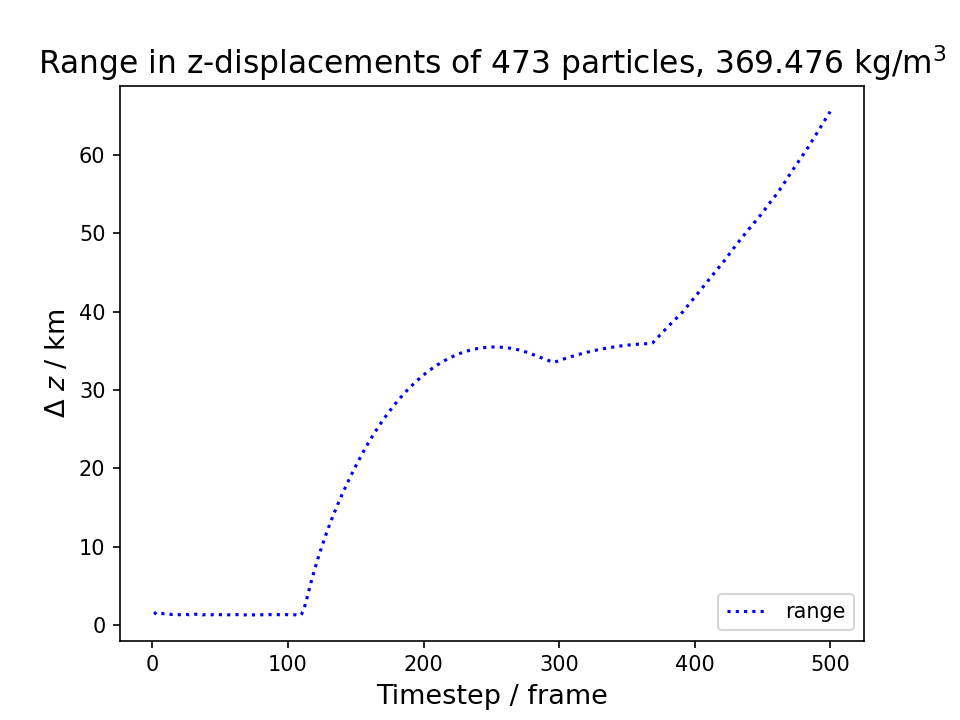 Range in z-displacements of 473 particles, 369.476 kg/m³
60
50
40
30
20
10
0
Δ z / km
range
0 100 200 300 400 500
Timestep / frame